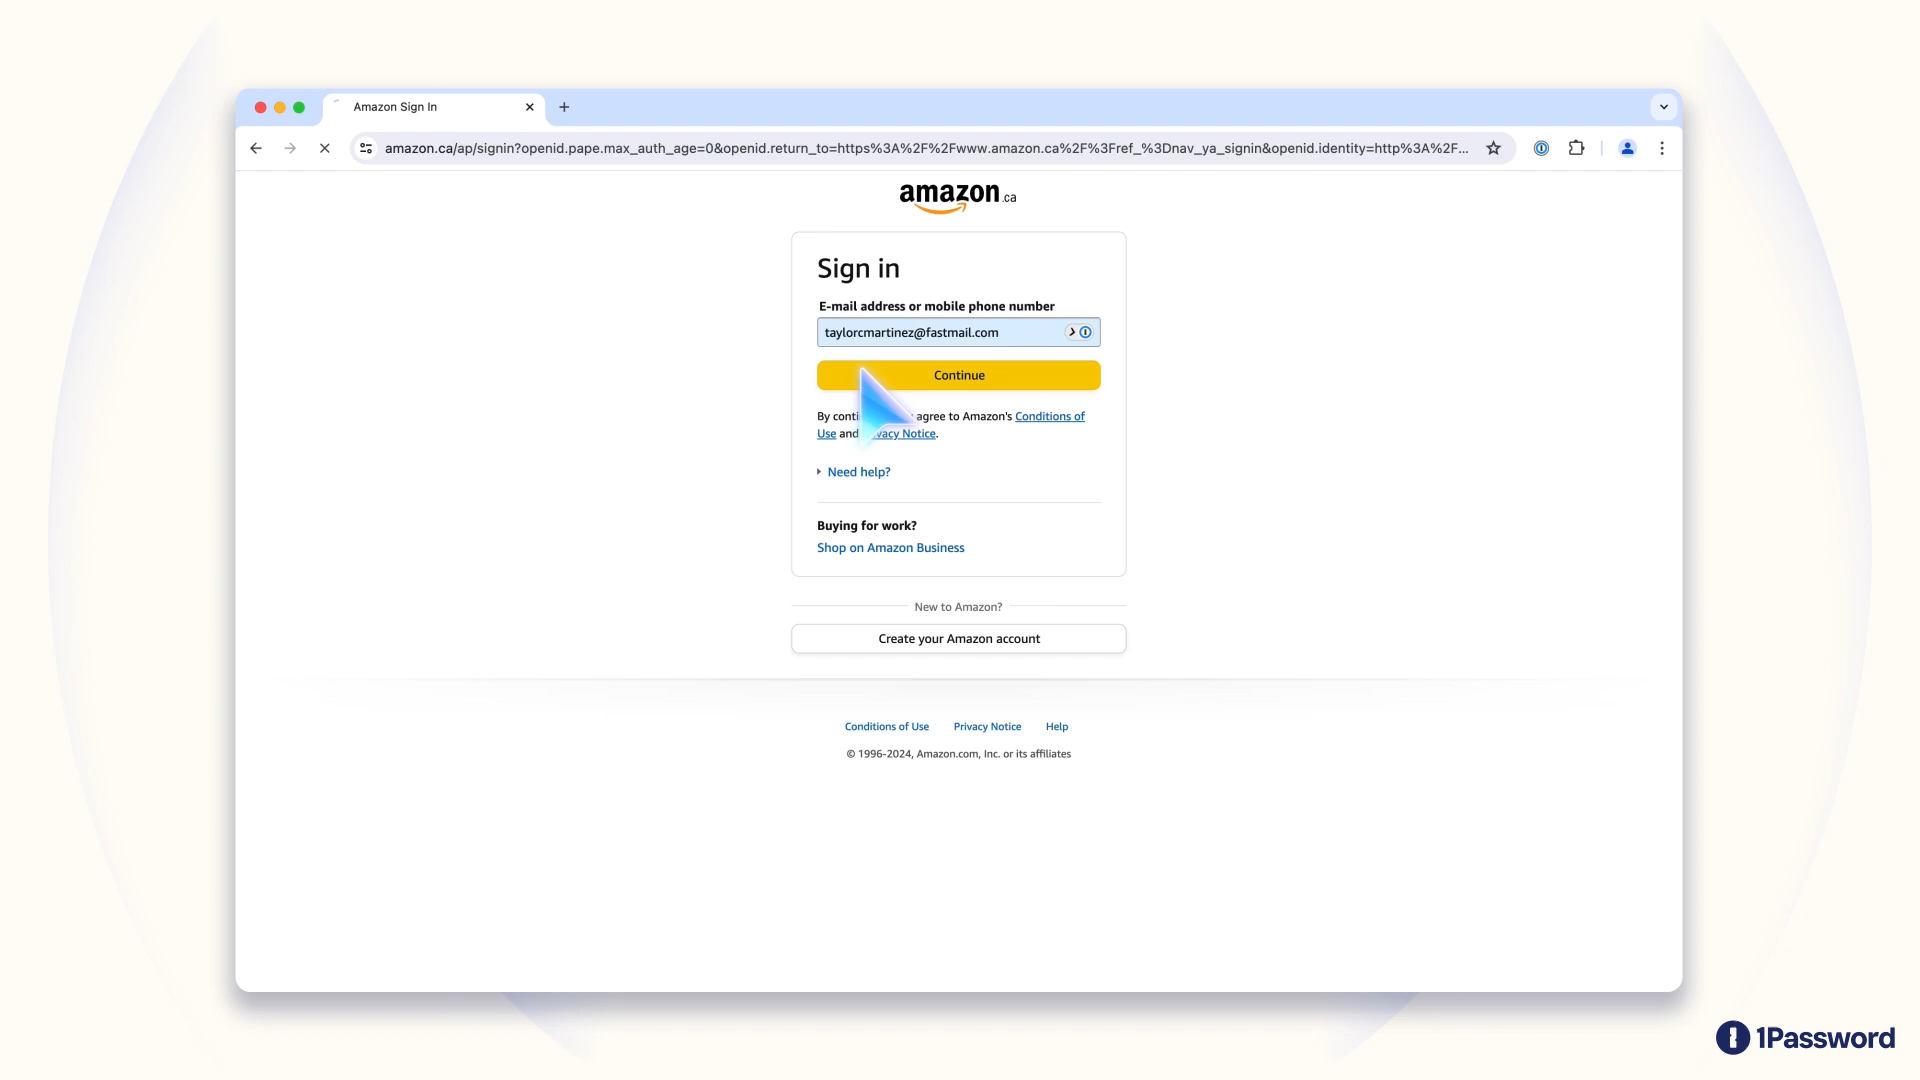 Amazon Sign In
amazon.ca/ap/signin?openid.pape.max_auth_age=0&openid.return_to=https%3A%2F%2Fwww.amazon.ca%2F%3Fref_%3Dnav_ya_signin&openid.identity=http%3A%2F...
amazon.ca
Sign in
E-mail address or mobile phone number
taylorcmartinez@fastmail.com
Continue
By agree to Amazon's Conditions of
Use and Notice.
Need help?
Buying for work?
Shop on Amazon Business
New to Amazon?
Create your Amazon account
Conditions of Use Privacy Notice Help
© 1996-2024, Amazon.com, Inc. or its affiliates
1Password